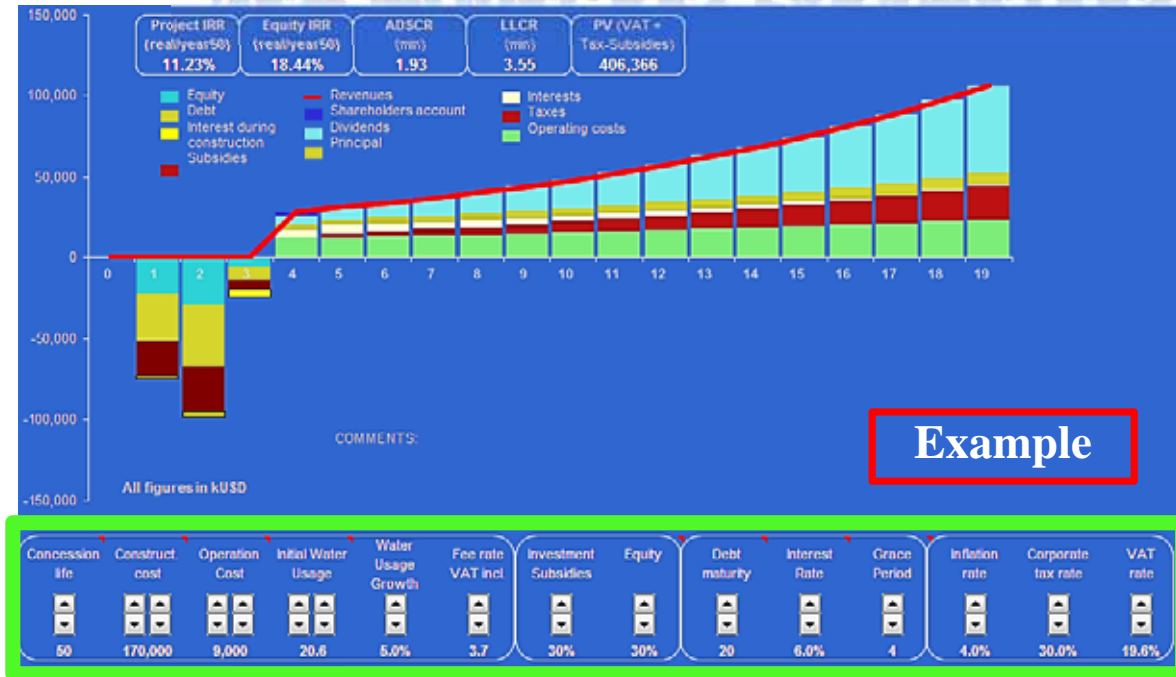 150,000
Project IRR
(real/year50)
11.23%
Equity IRR
(real/year50)
18.44%
ADSCR
(min)
1.93
LLCR
(min)
3.55
PV (VAT +
Tax-Subsidies)
406,366
100,000
Equity
Debt
Interest during
construction
Subsidies
Revenues
Shareholders account
Dividends
Principal
Interests
Taxes
Operating costs
50,000
0
0 1 2 3 4 5 6 7 8 9 10 11 12 13 14 15 16 17 18 19
-50,000
-100,000
COMMENTS:
Example
All figures in kUSD
-150,000
Concession
life
50
Construct.
cost
170,000
Operation
Cost
9,000
Initial Water
Usage
20.6
Water
Usage
Growth
5.0%
Fee rate
VAT incl
3.7
Investment
Subsidies
30%
Equity
30%
Debt
maturity
20
Interest
Rate
6.0%
Grace
Period
4
Inflation
rate
4.0%
Corporate
tax rate
30.0%
VAT
rate
19.6%